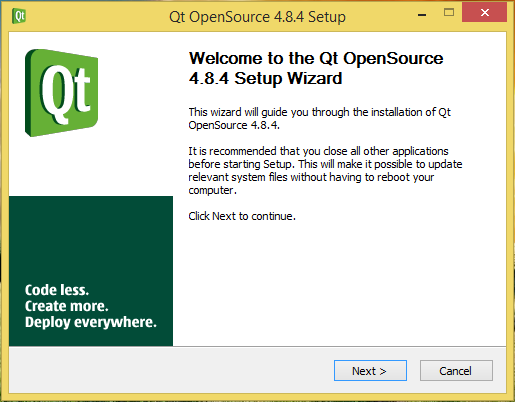 Qt OpenSource 4.8.4 Setup
Qt
Welcome to the Qt OpenSource
4.8.4 Setup Wizard
This wizard will guide you through the installation of Qt
OpenSource 4.8.4.
It is recommended that you close all other applications
before starting Setup. This will make it possible to update
relevant system files without having to reboot your
computer.
Click Next to continue.
Code less.
Create more.
Deploy everywhere.
Next >
Cancel